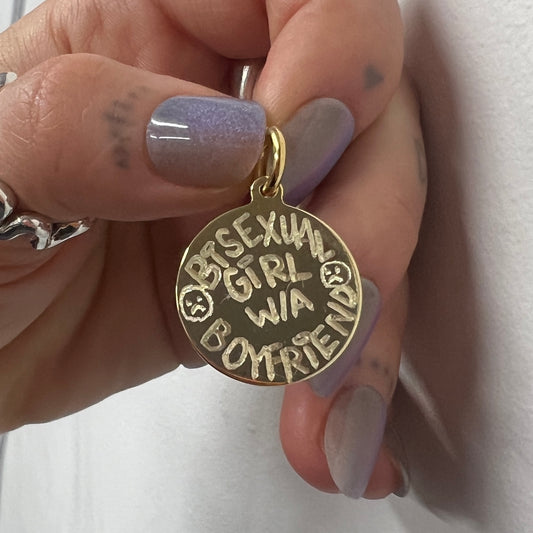 BISEXUAL
GIRL
W/A
BOYFRIEND